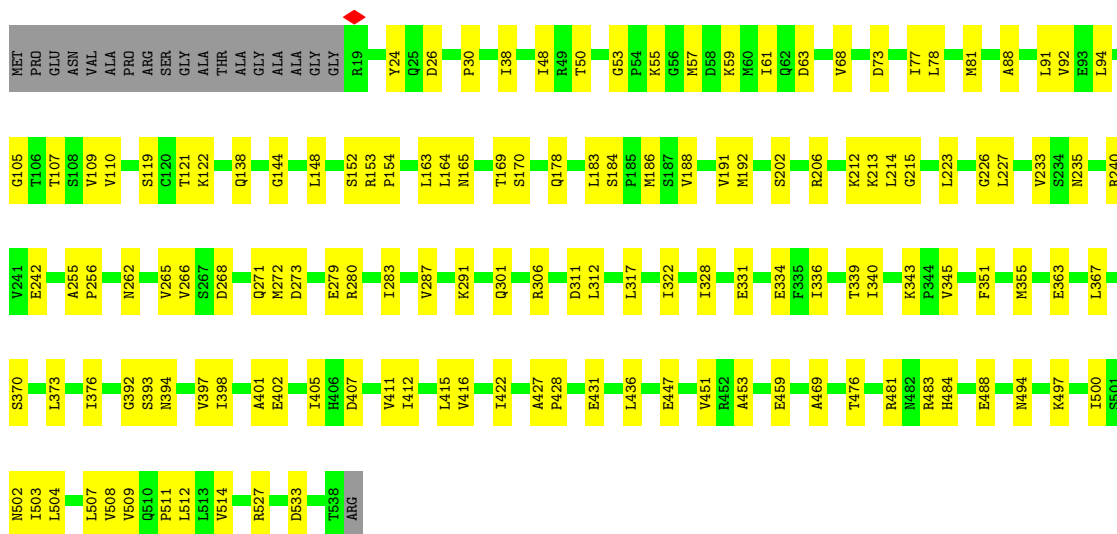 MET PRO GLU ASN VAL ALA PRO ARG SER GLY ALA THR ALA GLY ALA ALA GLY GLY R19 Y24 Q25 D26 P30 I38 I48 R49 T50 G53 P54 K55 G56 M57 D58 K59 M60 I61 Q62 D63 V68 D73 I77 L78 M81 A88 L91 V92 E93 L94
G105 T106 T107 S108 V109 V110 S119 C120 T121 K122 Q138 G144 L148 S152 R153 P154 L163 L164 N165 T169 S170 Q178 L183 S184 P185 M186 S187 V188 V191 M192 S202 R206 K212 K213 L214 G215 L223 G226 L227 V233 S234 N235 R240
V241 E242 A255 P256 N262 V265 V266 S267 D268 Q271 M272 D273 E279 R280 I283 V287 K291 Q301 R306 D311 L312 L317 I322 I328 E331 E334 F335 I336 T339 I340 K343 P344 V345 F351 M355 E363 L367
S370 L373 I376 G392 S393 N394 V397 I398 A401 E402 I405 H406 D407 V411 I412 L415 V416 I422 A427 P428 E431 L436 E447 V451 R452 A453 E459 A469 T476 R481 N482 R483 H484 E488 N494 K497 I500 S501
N502 I503 L504 L507 V508 V509 Q510 P511 L512 L513 V514 R527 D533 T538 ARG